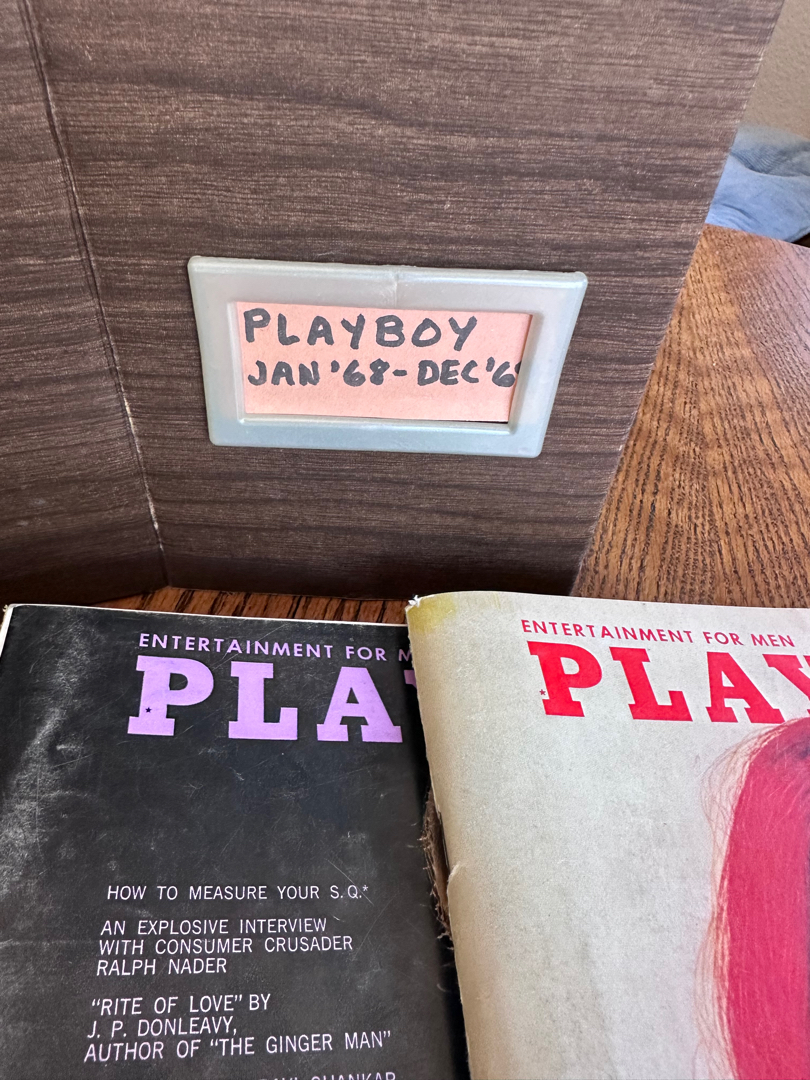 PLAYBOY
JAN '68-DEC '6
ENTERTAINMENT FOR M
PLA
HOW TO MEASURE YOUR S.Q.*
AN EXPLOSIVE INTERVIEW
WITH CONSUMER CRUSADER
RALPH NADER
"RITE OF LOVE" BY
J. P. DONLEAVY,
AUTHOR OF "THE GINGER MAN"
SHANKAR
ENTERTAINMENT FOR MEN
PLAY